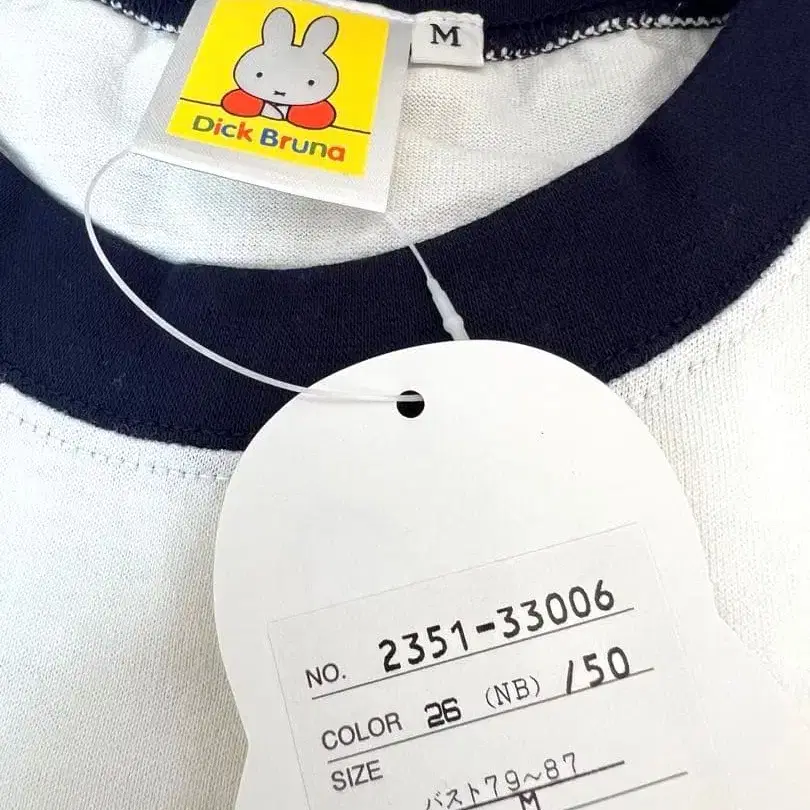 M
Dick Bruna
NO. 2351-33006
COLOR 26 (NB) /50
SIZE
バスト79~87
M